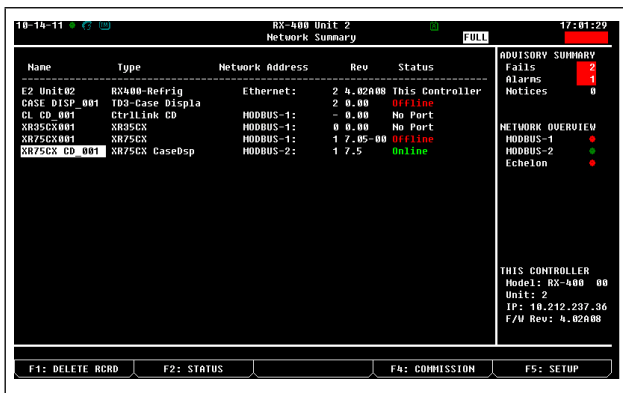 10-14-11 RX-400 Unit 2 17:01:29
Network Summary FULL
Name Type Network Address Rev Status
E2 Unit02 RX400-Refrig Ethernet: 2 4.02A08 This Controller
CASE DISP_001 TD3-Case Displa 2 0.00 Offline
CL CD_001 CtrlLink CD MODBUS-1: - 0.00 No Port
XR35CX001 XR35CX MODBUS-1: 0 0.00 No Port
XR75CX001 XR75CX MODBUS-1: 1 7.05-00 Offline
XR75CX CD_001 XR75CX CaseDsp MODBUS-2: 1 7.5 Online
ADVISORY SUMMARY
Fails 2
Alarms 1
Notices 0
NETWORK OVERVIEW
MODBUS-1
MODBUS-2
Echelon
THIS CONTROLLER
Model: RX-400 00
Unit: 2
IP: 10.212.237.36
F/W Rev: 4.02A08
F1: DELETE RCRD F2: STATUS F4: COMMISSION F5: SETUP